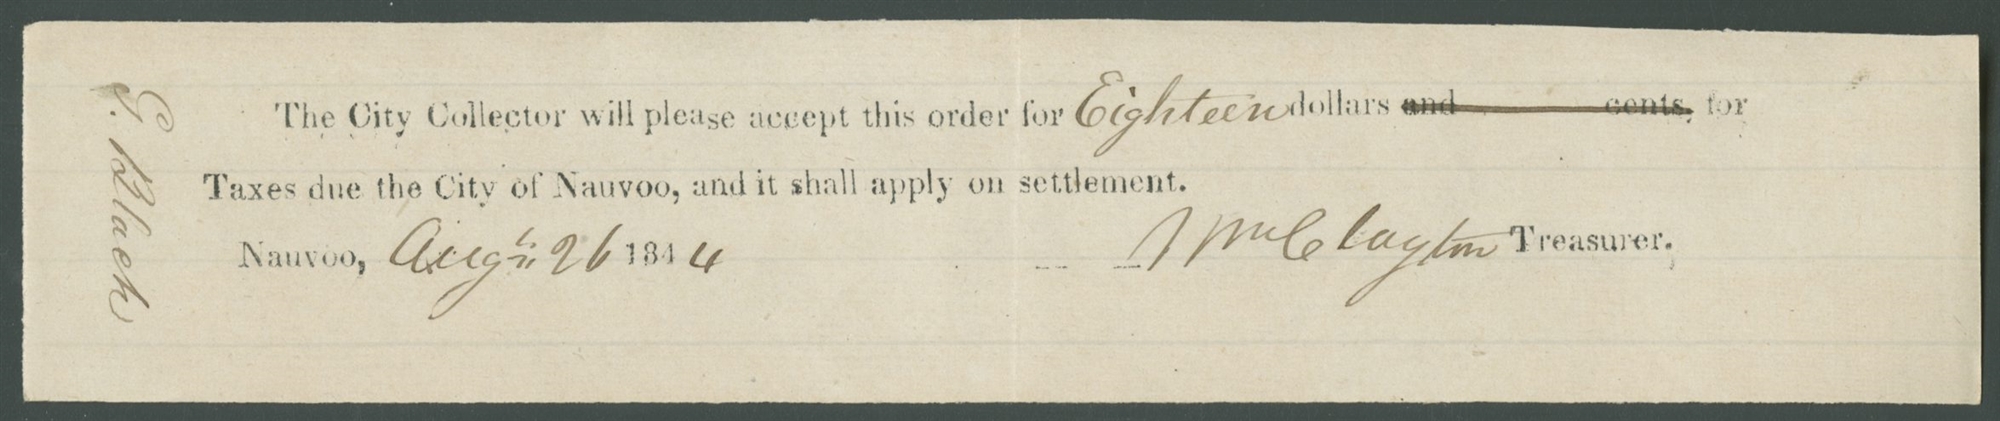 The City Collector will please accept this order for Eighteen dollars and cents, for
Taxes due the City of Nauvoo, and it shall apply on settlement.
Nauvoo, Augt 26 1844 Wm Clayton Treasurer.
G. Black